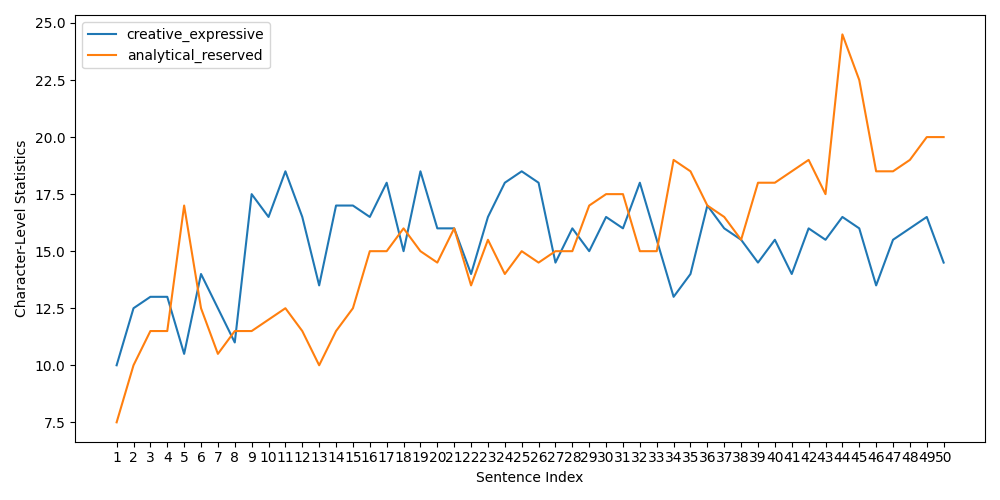 creative_expressive
analytical_reserved
25.0
22.5
20.0
17.5
15.0
12.5
10.0
7.5
Character-Level Statistics
1 2 3 4 5 6 7 8 9 10 11 12 13 14 15 16 17 18 19 20 21 22 23 24 25 26 27 28 29 30 31 32 33 34 35 36 37 38 39 40 41 42 43 44 45 46 47 48 49 50
Sentence Index